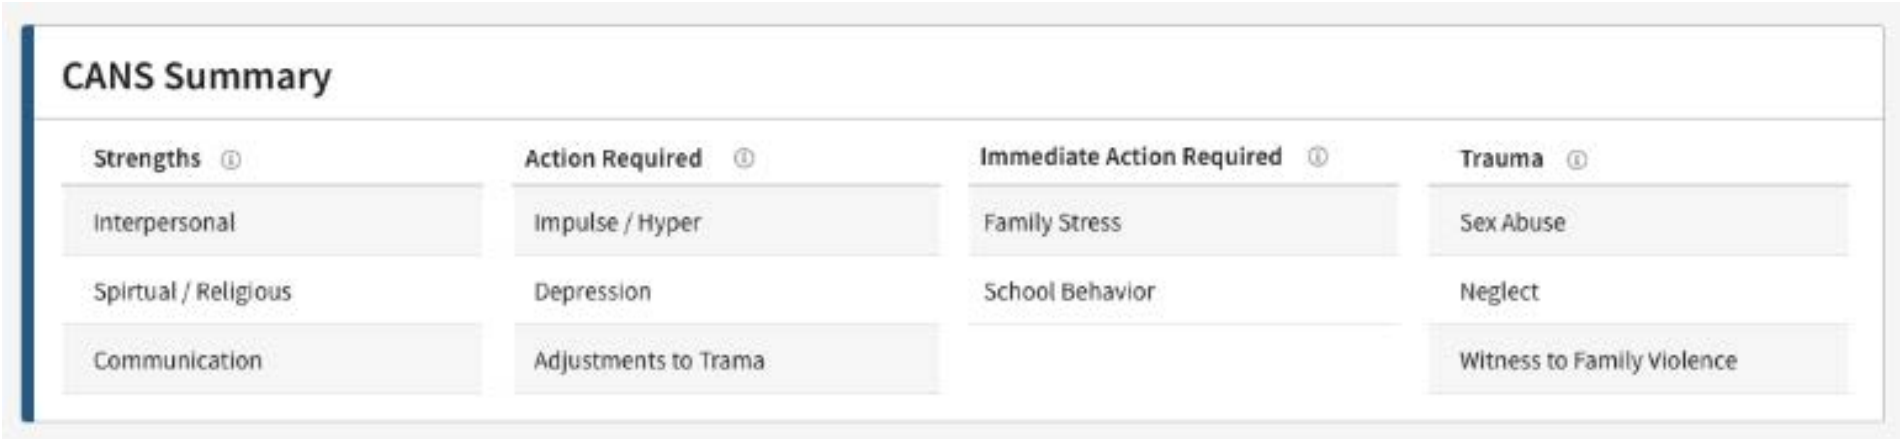 CANS Summary
Strengths Action Required Immediate Action Required Trauma
Interpersonal Impulse / Hyper Family Stress Sex Abuse
Spirtual / Religious Depression School Behavior Neglect
Communication Adjustments to Trama Witness to Family Violence